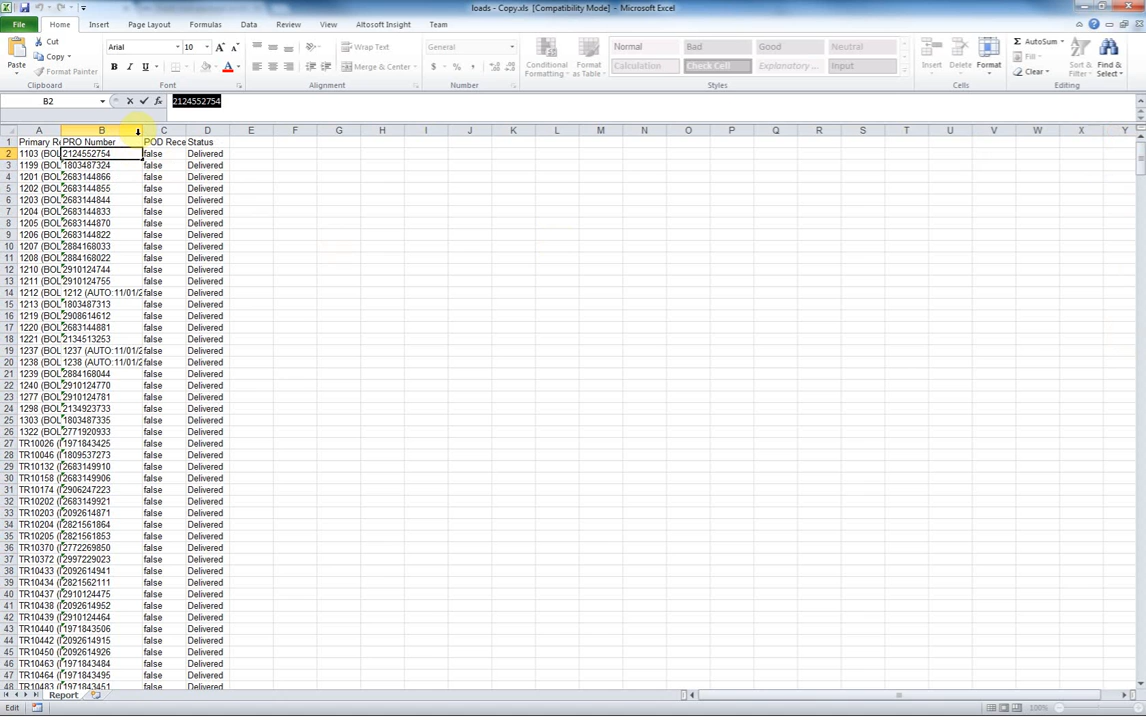 loads - Copy.xls [Compatibility Mode] - Microsoft Excel
File Home Insert Page Layout Formulas Data Review View Altosoft Insight Team
Cut
Copy
Format Painter
Paste
Clipboard
Arial 10
B I U A
Font
Wrap Text
Merge & Center
Alignment
General
$ % ,
Number
Conditional Formatting
Format as Table
Normal Bad Good Neutral
Calculation Check Cell Explanatory ... Input
Styles
Insert Delete Format
Cells
AutoSum
Fill
Clear
Sort & Filter
Find & Select
Editing
B2 fx 2124552754
A B C D E F G H I J K L M N O P Q R S T U V W X Y
1 Primary Re PRO Number POD Rece Status
2 1103 (BOL 2124552754 false Delivered
3 1199 (BOL 1803487324 false Delivered
4 1201 (BOL 2683144866 false Delivered
5 1202 (BOL 2683144855 false Delivered
6 1203 (BOL 2683144844 false Delivered
7 1204 (BOL 2683144833 false Delivered
8 1205 (BOL 2683144870 false Delivered
9 1206 (BOL 2683144822 false Delivered
10 1207 (BOL 2884168033 false Delivered
11 1208 (BOL 2884168022 false Delivered
12 1210 (BOL 2910124744 false Delivered
13 1211 (BOL 2910124755 false Delivered
14 1212 (BOL 1212 (AUTO:11/01/2 false Delivered
15 1213 (BOL 1803487313 false Delivered
16 1219 (BOL 2908614612 false Delivered
17 1220 (BOL 2683144881 false Delivered
18 1221 (BOL 2134513253 false Delivered
19 1237 (BOL 1237 (AUTO:11/01/2 false Delivered
20 1238 (BOL 1238 (AUTO:11/01/2 false Delivered
21 1239 (BOL 2884168044 false Delivered
22 1240 (BOL 2910124770 false Delivered
23 1277 (BOL 2910124781 false Delivered
24 1298 (BOL 2134923733 false Delivered
25 1303 (BOL 1803487335 false Delivered
26 1322 (BOL 2771920933 false Delivered
27 TR10026 ( 1971843425 false Delivered
28 TR10046 ( 1809537273 false Delivered
29 TR10132 ( 2683149910 false Delivered
30 TR10158 ( 2683149906 false Delivered
31 TR10174 ( 2906247223 false Delivered
32 TR10202 ( 2683149921 false Delivered
33 TR10203 ( 2092614871 false Delivered
34 TR10204 ( 2821561864 false Delivered
35 TR10205 ( 2821561853 false Delivered
36 TR10370 ( 2772269850 false Delivered
37 TR10372 ( 2997229023 false Delivered
38 TR10433 ( 2092614941 false Delivered
39 TR10434 ( 2821562111 false Delivered
40 TR10437 ( 2910124475 false Delivered
41 TR10438 ( 2092614952 false Delivered
42 TR10439 ( 2910124464 false Delivered
43 TR10440 ( 1971843506 false Delivered
44 TR10442 ( 2092614915 false Delivered
45 TR10450 ( 2092614926 false Delivered
46 TR10463 ( 1971843484 false Delivered
47 TR10464 ( 1971843495 false Delivered
48 TR10483 ( 1971843451 false Delivered
Report
Edit 100%